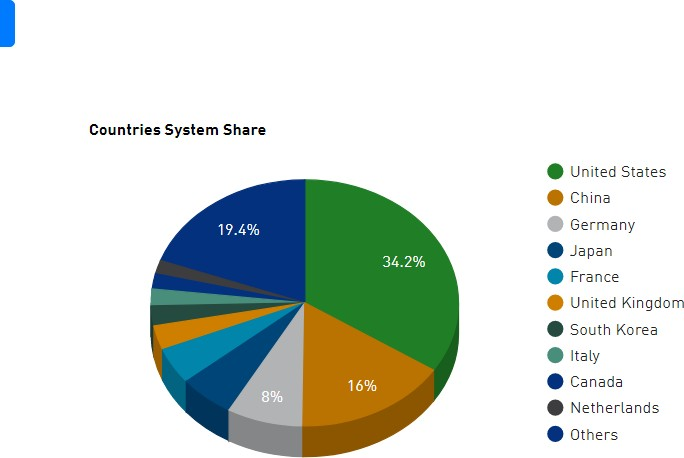 Countries System Share
United States
China
Germany
Japan
France
United Kingdom
South Korea
Italy
Canada
Netherlands
Others
19.4%
34.2%
16%
8%